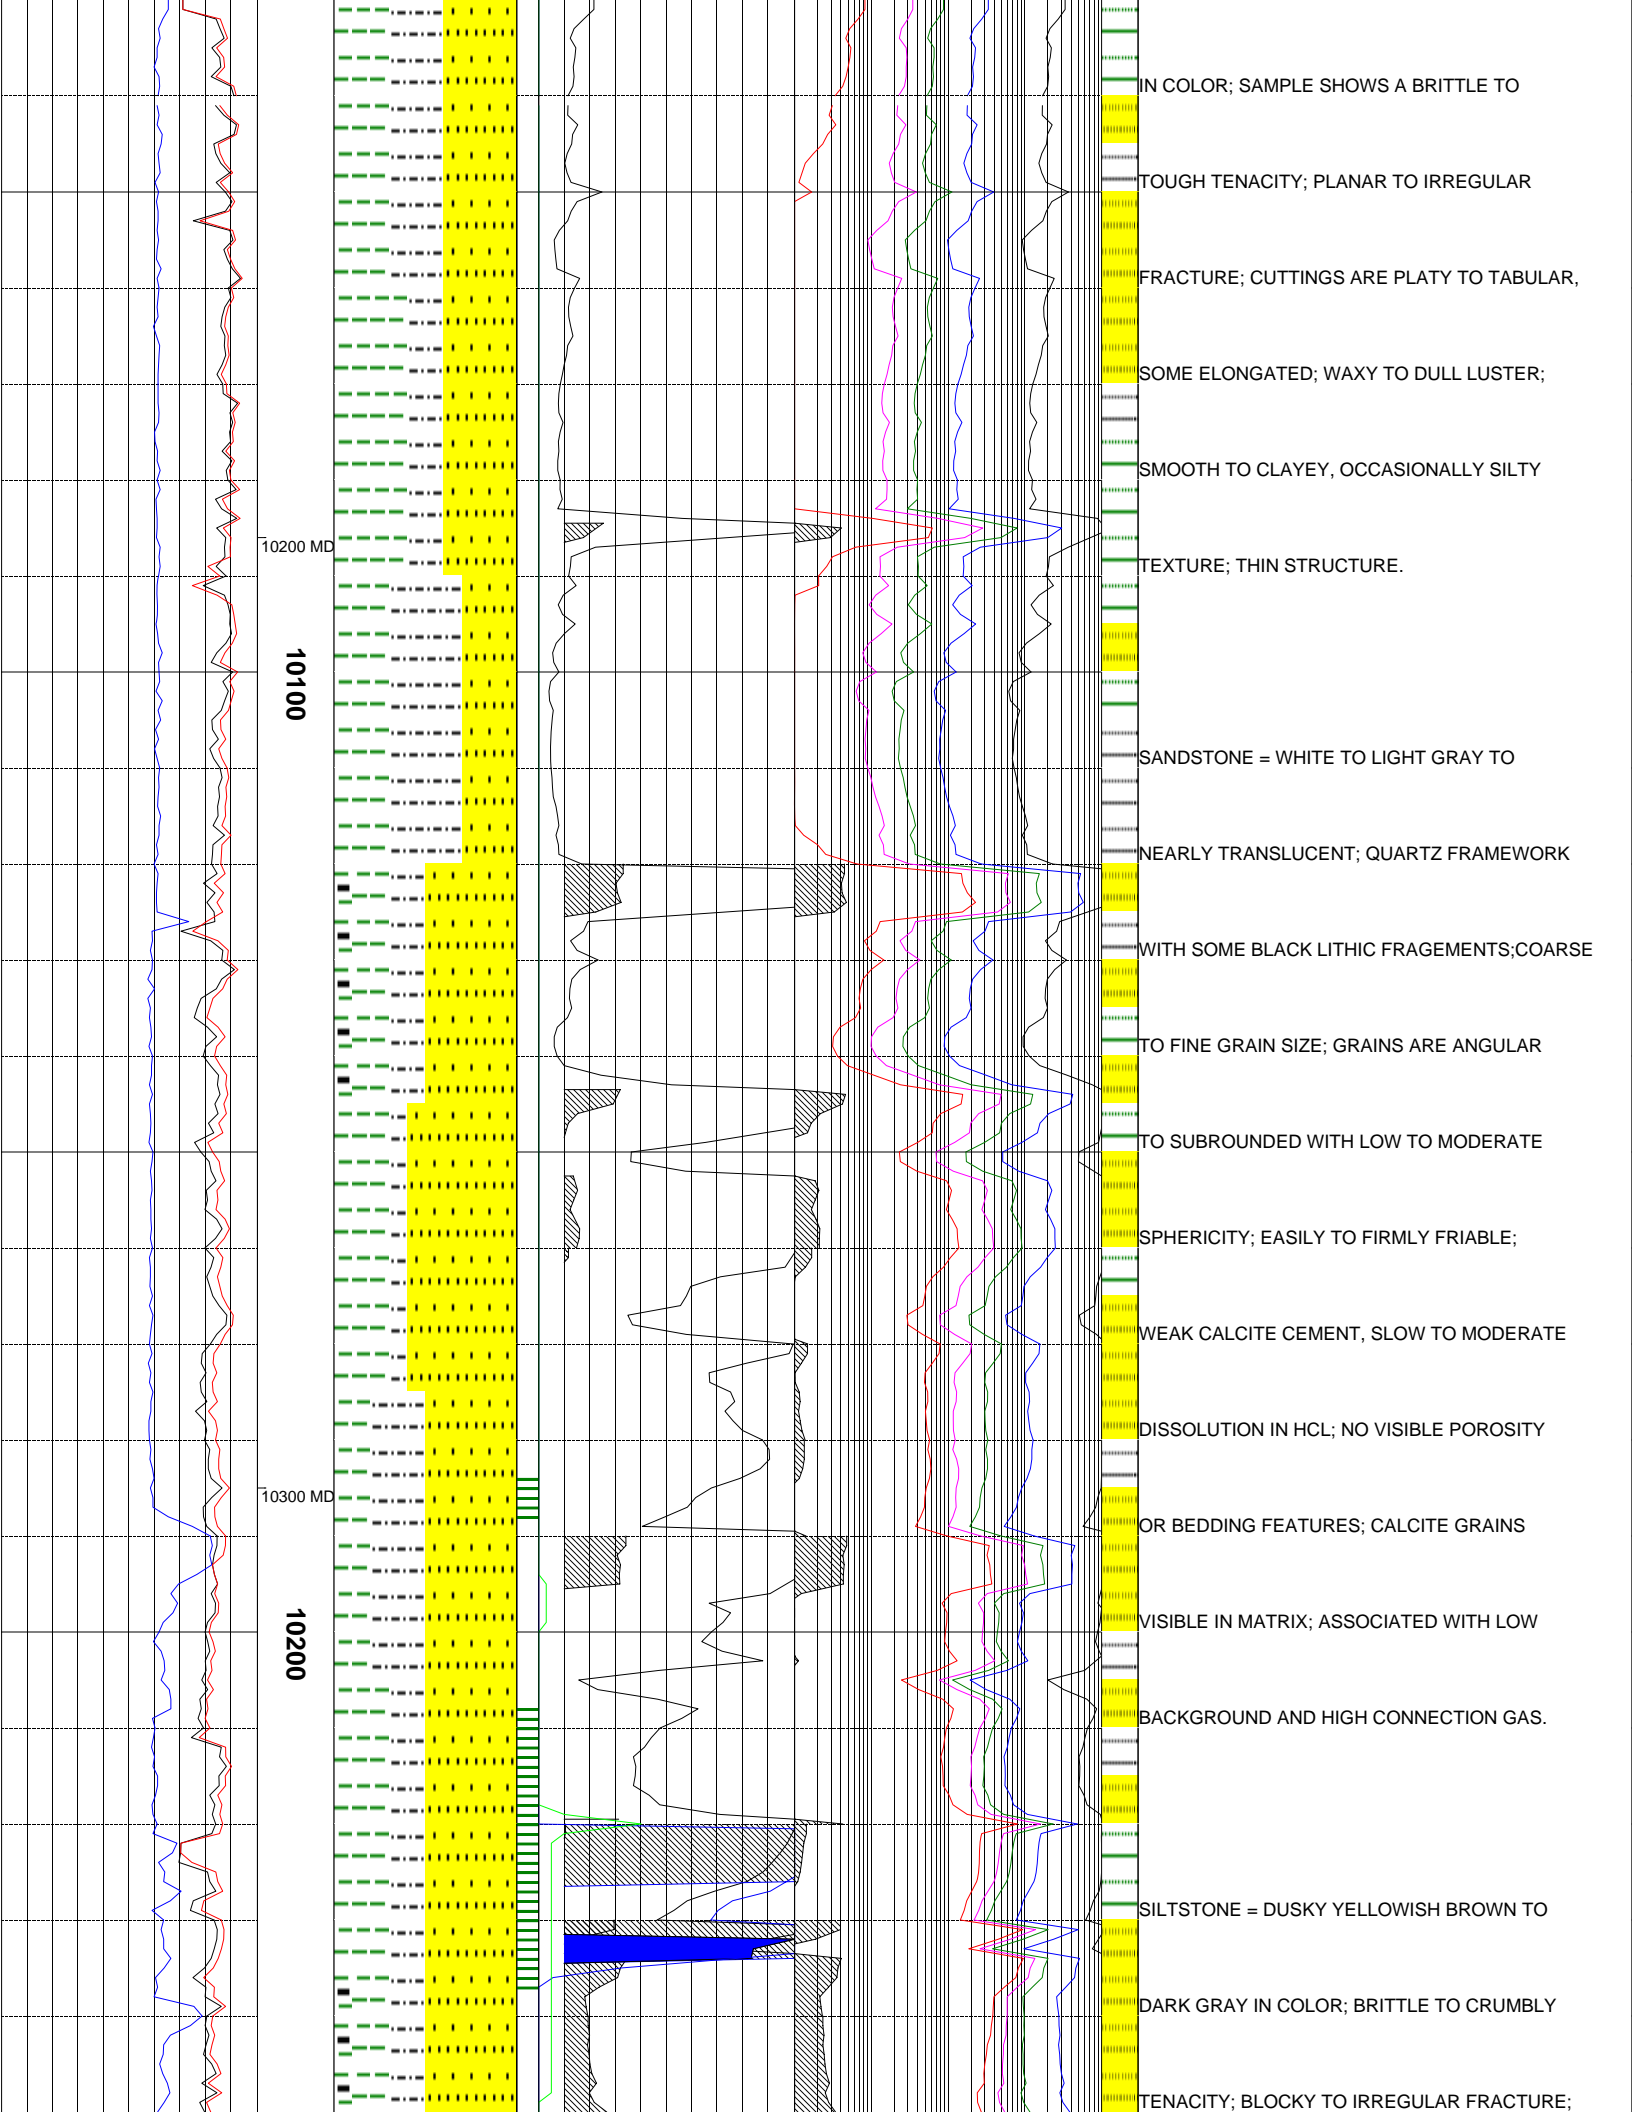 IN COLOR; SAMPLE SHOWS A BRITTLE TO
TOUGH TENACITY; PLANAR TO IRREGULAR
FRACTURE; CUTTINGS ARE PLATY TO TABULAR,
SOME ELONGATED; WAXY TO DULL LUSTER;
SMOOTH TO CLAYEY, OCCASIONALLY SILTY
10200 MD
TEXTURE; THIN STRUCTURE.
10100
SANDSTONE = WHITE TO LIGHT GRAY TO
NEARLY TRANSLUCENT; QUARTZ FRAMEWORK
WITH SOME BLACK LITHIC FRAGEMENTS;COARSE
TO FINE GRAIN SIZE; GRAINS ARE ANGULAR
TO SUBROUNDED WITH LOW TO MODERATE
SPHERICITY; EASILY TO FIRMLY FRIABLE;
WEAK CALCITE CEMENT, SLOW TO MODERATE
DISSOLUTION IN HCL; NO VISIBLE POROSITY
10300 MD
OR BEDDING FEATURES; CALCITE GRAINS
VISIBLE IN MATRIX; ASSOCIATED WITH LOW
10200
BACKGROUND AND HIGH CONNECTION GAS.
SILTSTONE = DUSKY YELLOWISH BROWN TO
DARK GRAY IN COLOR; BRITTLE TO CRUMBLY
TENACITY; BLOCKY TO IRREGULAR FRACTURE;